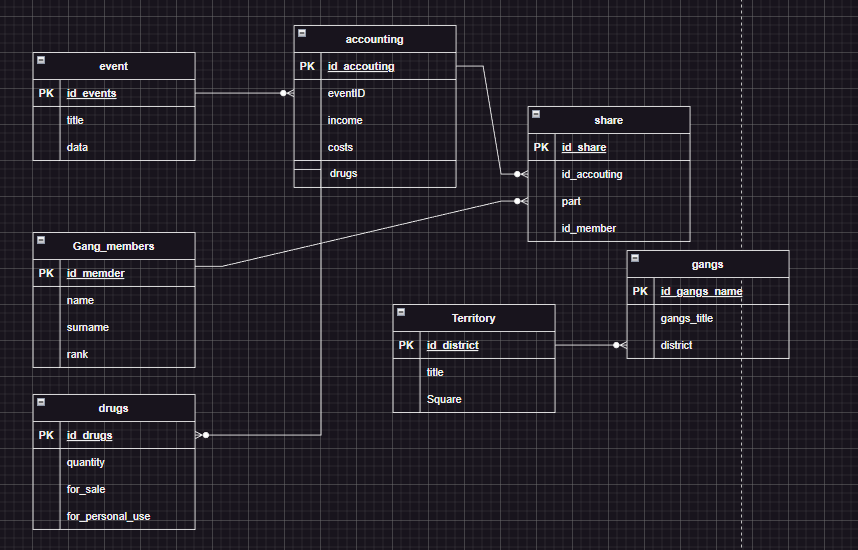 event
PK id_events
title
data
accounting
PK id_accouting
eventID
income
costs
drugs
share
PK id_share
id_accouting
part
id_member
Gang_members
PK id_memder
name
surname
rank
gangs
PK id_gangs_name
gangs_title
district
Territory
PK id_district
title
Square
drugs
PK id_drugs
quantity
for_sale
for_personal_use